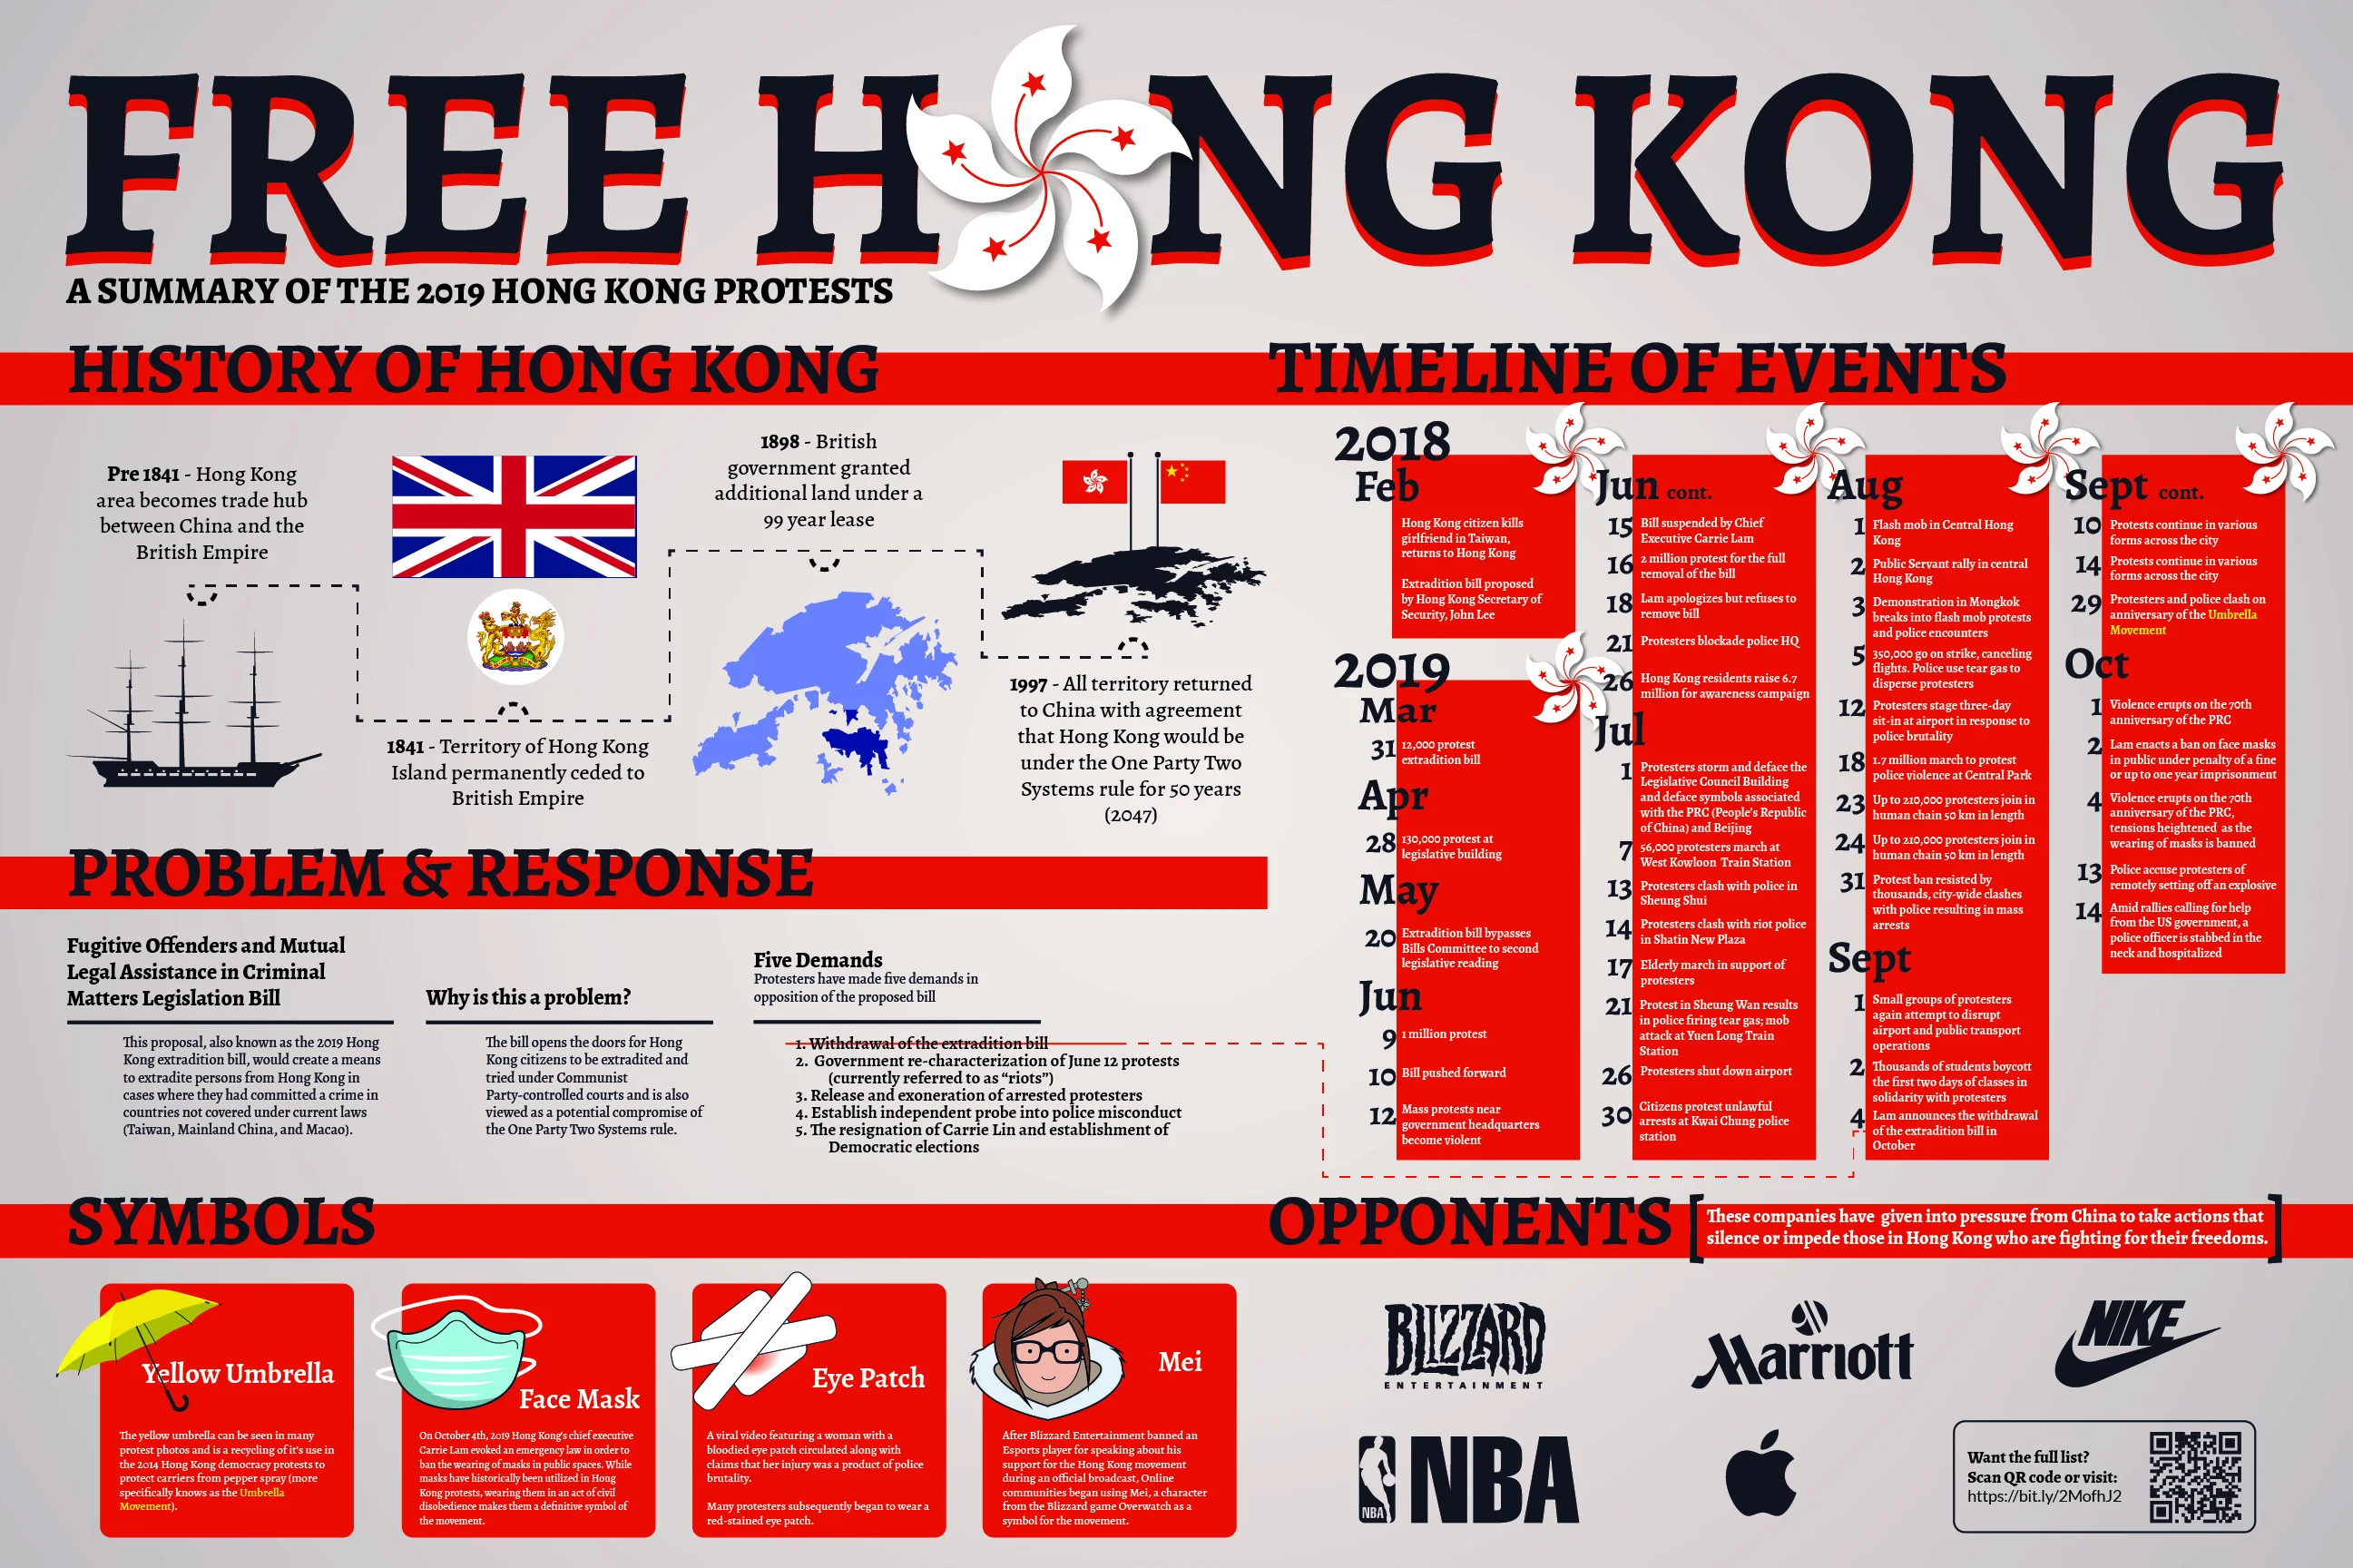 FREE HONG KONG
A SUMMARY OF THE 2019 HONG KONG PROTESTS
HISTORY OF HONG KONG
Pre 1841 - Hong Kong
area becomes trade hub
between China and the
British Empire
1841 - Territory of Hong Kong
Island permanently ceded to
British Empire
1898 - British
government granted
additional land under a
99 year lease
1997 - All territory returned
to China with agreement
that Hong Kong would be
under the One Party Two
Systems rule for 50 years
(2047)
PROBLEM & RESPONSE
Fugitive Offenders and Mutual
Legal Assistance in Criminal
Matters Legislation Bill
This proposal, also known as the 2019 Hong
Kong extradition bill, would create a means
to extradite persons from Hong Kong in
cases where they had committed a crime in
countries not covered under current laws
(Taiwan, Mainland China, and Macao).
Why is this a problem?
The bill opens the doors for Hong
Kong citizens to be extradited and
tried under Communist
Party-controlled courts and is also
viewed as a potential compromise of
the One Party Two Systems rule.
Five Demands
Protesters have made five demands in
opposition of the proposed bill
1. Withdrawal of the extradition bill
2. Government re-characterization of June 12 protests
(currently referred to as “riots”)
3. Release and exoneration of arrested protesters
4. Establish independent probe into police misconduct
5. The resignation of Carrie Lin and establishment of
Democratic elections
TIMELINE OF EVENTS
2018
Feb
Hong Kong citizen kills
girlfriend in Taiwan,
returns to Hong Kong
Extradition bill proposed
by Hong Kong Secretary of
Security, John Lee
2019
Mar
31 12,000 protest
extradition bill
Apr
28 130,000 protest at
legislative building
May
20 Extradition bill bypasses
Bills Committee to second
legislative reading
Jun
9 1 million protest
10 Bill pushed forward
12 Mass protests near
government headquarters
become violent
Jun cont.
15 Bill suspended by Chief
Executive Carrie Lam
16 2 million protest for the full
removal of the bill
18 Lam apologizes but refuses to
remove bill
21 Protesters blockade police HQ
26 Hong Kong residents raise 6.7
million for awareness campaign
Jul
1 Protesters storm and deface the
Legislative Council Building
and deface symbols associated
with the PRC (People's Republic
of China) and Beijing
7 56,000 protesters march at
West Kowloon Train Station
13 Protesters clash with police in
Sheung Shui
14 Protesters clash with riot police
in Shatin New Plaza
17 Elderly march in support of
protesters
21 Protest in Sheung Wan results
in police firing tear gas; mob
attack at Yuen Long Train
Station
26 Protesters shut down airport
30 Citizens protest unlawful
arrests at Kwai Chung police
station
Aug
1 Flash mob in Central Hong
Kong
2 Public Servant rally in central
Hong Kong
3 Demonstration in Mongkok
breaks into flash mob protests
and police encounters
5 350,000 go on strike, canceling
flights. Police use tear gas to
disperse protesters
12 Protesters stage three-day
sit-in at airport in response to
police brutality
18 1.7 million march to protest
police violence at Central Park
23 Up to 210,000 protesters join in
human chain 50 km in length
24 Up to 210,000 protesters join in
human chain 50 km in length
31 Protest ban resisted by
thousands, city-wide clashes
with police resulting in mass
arrests
Sept
1 Small groups of protesters
again attempt to disrupt
airport and public transport
operations
2 Thousands of students boycott
the first two days of classes in
solidarity with protesters
4 Lam announces the withdrawal
of the extradition bill in
October
Sept cont.
10 Protests continue in various
forms across the city
14 Protests continue in various
forms across the city
29 Protesters and police clash on
anniversary of the Umbrella
Movement
Oct
1 Violence erupts on the 70th
anniversary of the PRC
2 Lam enacts a ban on face masks
in public under penalty of a fine
or up to one year imprisonment
4 Violence erupts on the 70th
anniversary of the PRC,
tensions heightened as the
wearing of masks is banned
13 Police accuse protesters of
remotely setting off an explosive
14 Amid rallies calling for help
from the US government, a
police officer is stabbed in the
neck and hospitalized
SYMBOLS
Yellow Umbrella
The yellow umbrella can be seen in many
protest photos and is a recycling of it's use in
the 2014 Hong Kong democracy protests to
protect carriers from pepper spray (more
specifically knows as the Umbrella
Movement).
Face Mask
On October 4th, 2019 Hong Kong's chief executive
Carrie Lam evoked an emergency law in order to
ban the wearing of masks in public spaces. While
masks have historically been utilized in Hong
Kong protests, wearing them in an act of civil
disobedience makes them a definitive symbol of
the movement.
Eye Patch
A viral video featuring a woman with a
bloodied eye patch circulated along with
claims that her injury was a product of police
brutality.
Many protesters subsequently began to wear a
red-stained eye patch.
Mei
After Blizzard Entertainment banned an
Esports player for speaking about his
support for the Hong Kong movement
during an official broadcast, Online
communities began using Mei, a character
from the Blizzard game Overwatch as a
symbol for the movement.
OPPONENTS
[These companies have given into pressure from China to take actions that
silence or impede those in Hong Kong who are fighting for their freedoms.]
BLIZZARD
ENTERTAINMENT
Marriott
NIKE
NBA
NBA
Want the full list?
Scan QR code or visit:
https://bit.ly/2MofhJ2